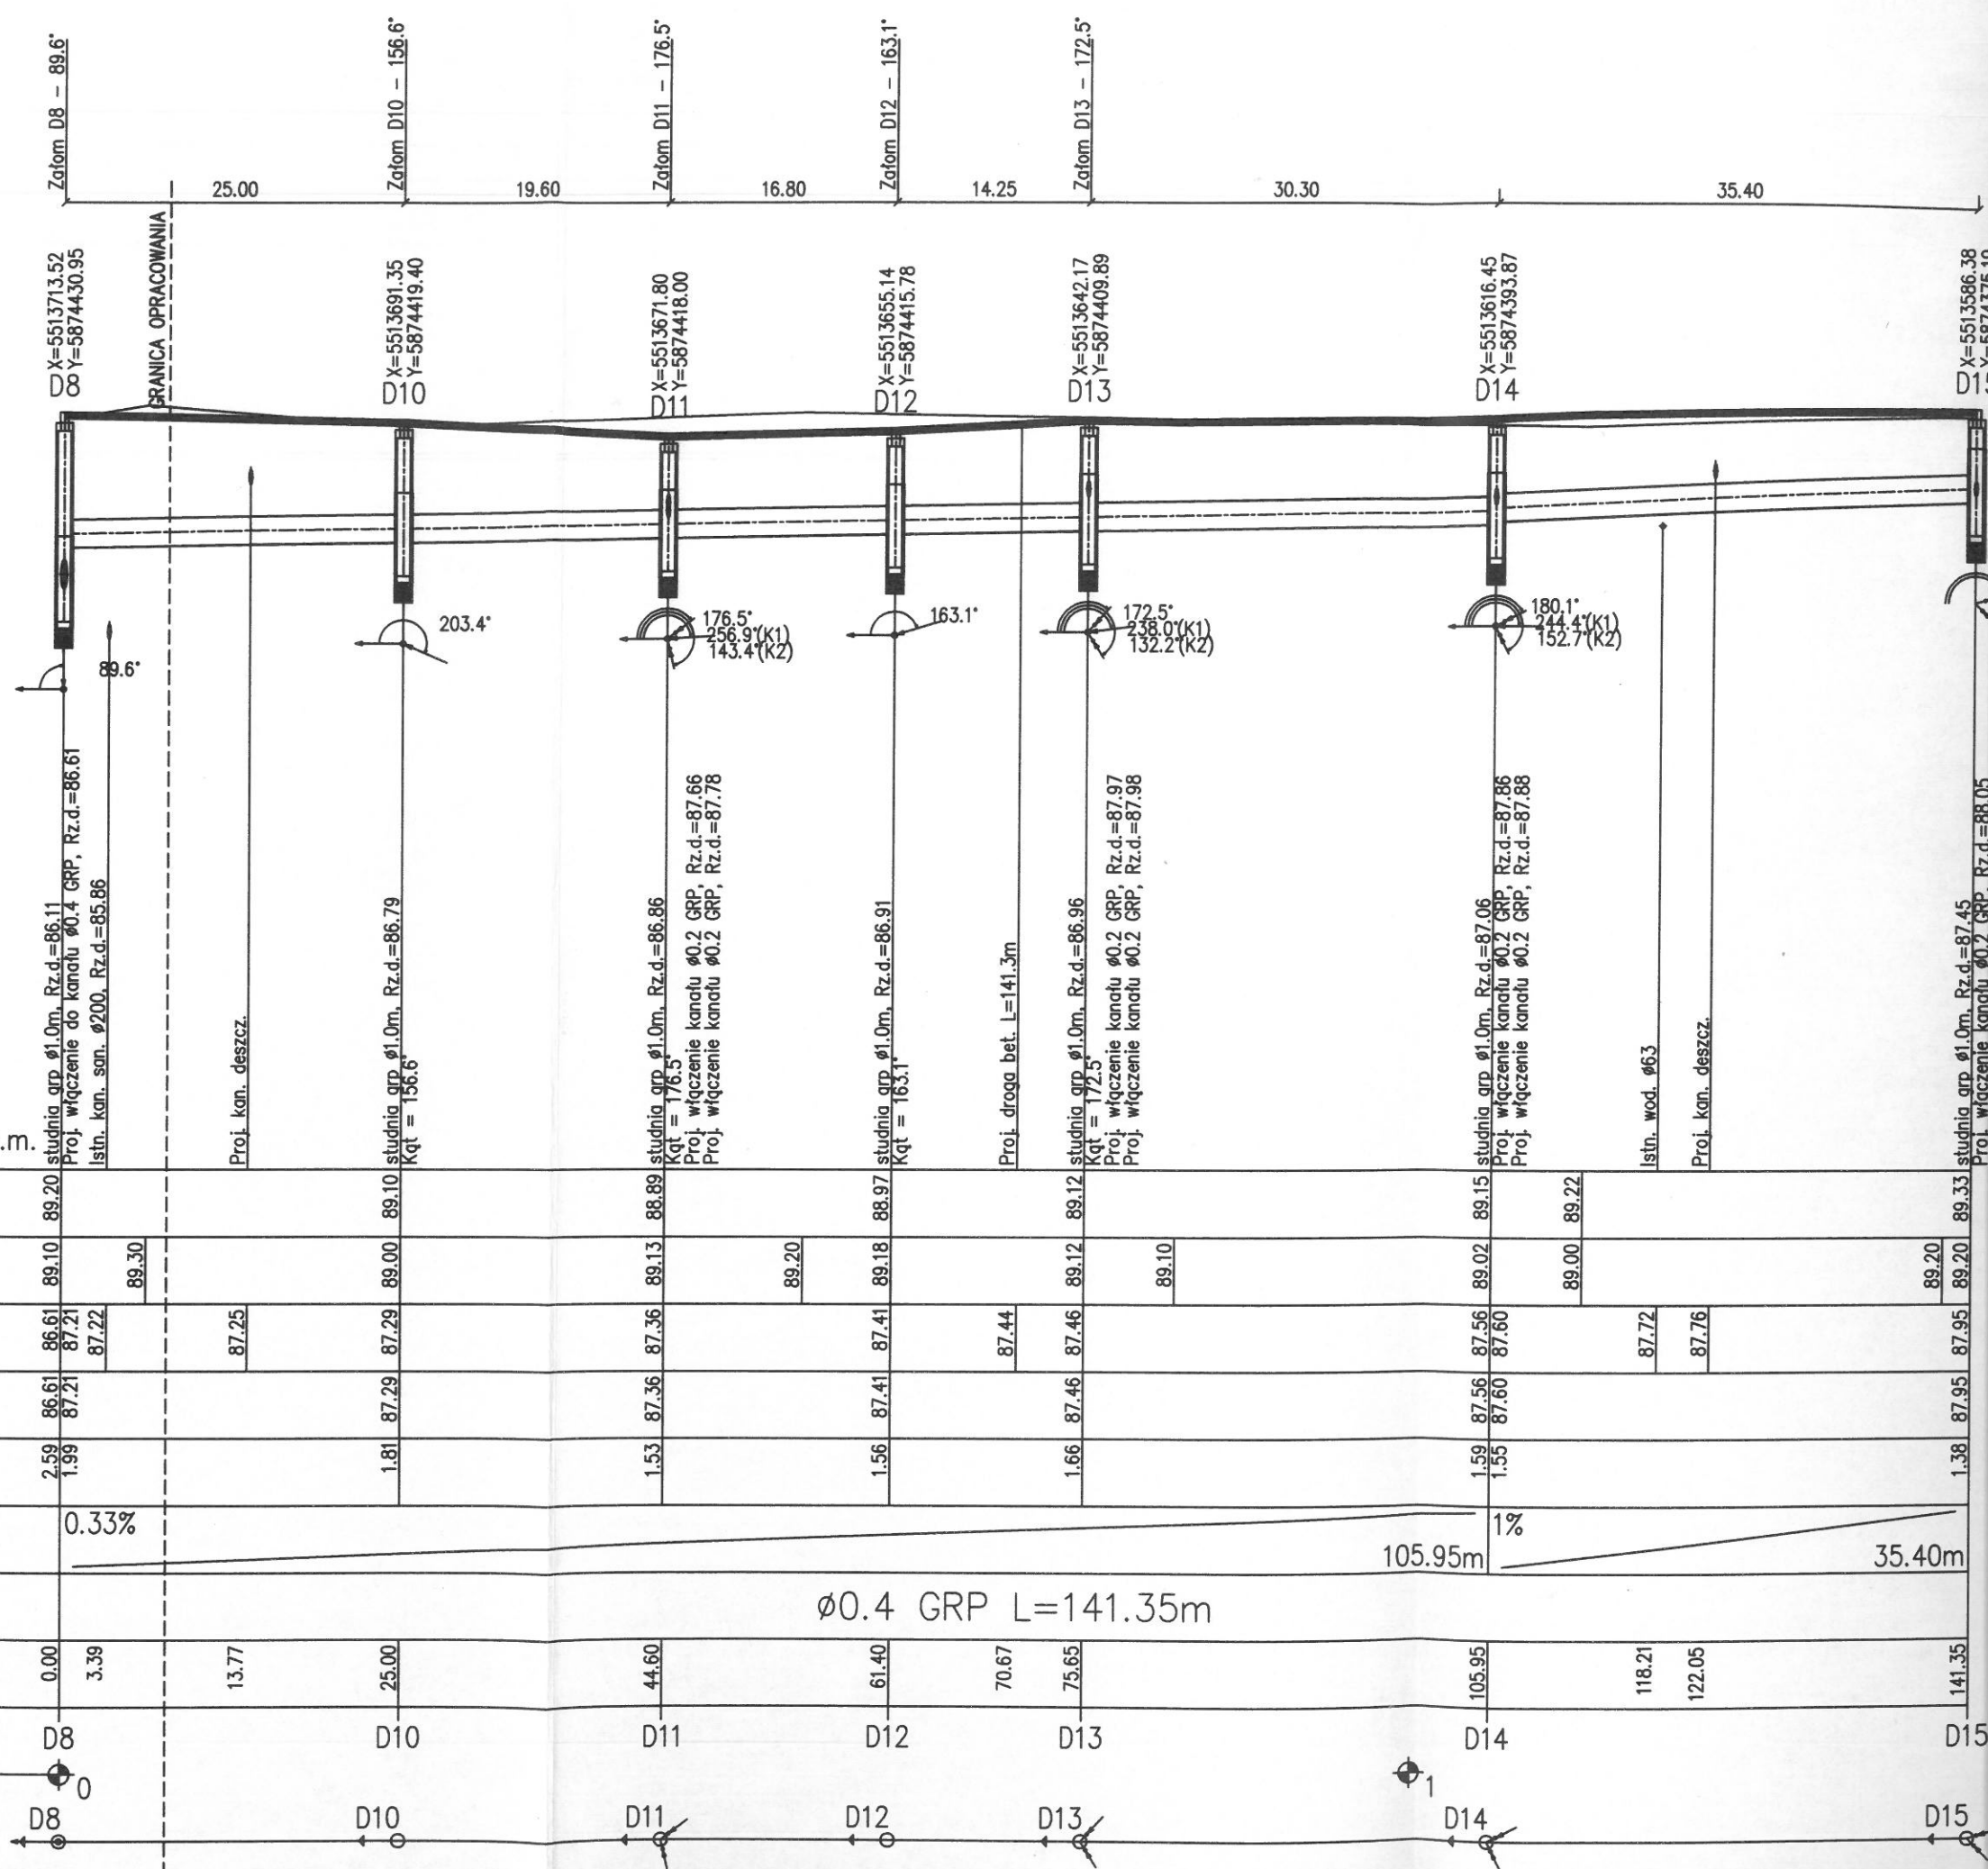 Załom D8 - 89.6°
Załom D10 - 156.6°
Załom D11 - 176.5°
Załom D12 - 163.1°
Załom D13 - 172.5°
25.00
19.60
16.80
14.25
30.30
35.40
GRANICA OPRACOWANIA
X=5513713.52
Y=5874430.95
D8
X=5513691.35
Y=5874419.40
D10
X=5513671.80
Y=5874418.00
D11
X=5513655.14
Y=5874415.78
D12
X=5513642.17
Y=5874409.89
D13
X=5513616.45
Y=5874393.87
D14
X=5513586.38
D15
89.6°
203.4°
176.5°
256.9°(K1)
143.4°(K2)
163.1°
172.5°
238.0°(K1)
132.2°(K2)
180.1°
244.4°(K1)
152.7°(K2)
.m.
studnia grp ø1.0m, Rz.d.=86.11
Proj. włączenie do kanału ø0.4 GRP, Rz.d.=86.61
Istn. kan. san. ø200, Rz.d.=85.86
Proj. kan. deszcz.
studnia grp ø1.0m, Rz.d.=86.79
Kąt = 156.6°
studnia grp ø1.0m, Rz.d.=86.86
Kąt = 176.5°
Proj. włączenie kanału ø0.2 GRP, Rz.d.=87.66
Proj. włączenie kanału ø0.2 GRP, Rz.d.=87.78
studnia grp ø1.0m, Rz.d.=86.91
Kąt = 163.1°
Proj. droga bet. L=141.3m
studnia grp ø1.0m, Rz.d.=86.96
Kąt = 172.5°
Proj. włączenie kanału ø0.2 GRP, Rz.d.=87.97
Proj. włączenie kanału ø0.2 GRP, Rz.d.=87.98
studnia grp ø1.0m, Rz.d.=87.06
Proj. włączenie kanału ø0.2 GRP, Rz.d.=87.86
Proj. włączenie kanału ø0.2 GRP, Rz.d.=87.88
Istn. wod. ø63
Proj. kan. deszcz.
studnia grp ø1.0m, Rz.d.=87.45
Proj. włączenie kanału ø0.2 GRP, Rz.d.=88.05
89.20
89.10
88.89
88.97
89.12
89.15
89.22
89.33
89.10
89.30
89.00
89.13
89.20
89.18
89.12
89.10
89.02
89.00
89.20
89.20
86.61
87.21
87.22
87.25
87.29
87.36
87.41
87.44
87.46
87.56
87.60
87.72
87.76
87.95
86.61
87.21
87.29
87.36
87.41
87.46
87.56
87.60
87.95
2.59
1.99
1.81
1.53
1.56
1.66
1.59
1.55
1.38
0.33%
105.95m
1%
35.40m
ø0.4 GRP L=141.35m
0.00
3.39
13.77
25.00
44.60
61.40
70.67
75.65
105.95
118.21
122.05
141.35
D8
D10
D11
D12
D13
D14
D15
0
1
D8
D10
D11
D12
D13
D14
D15